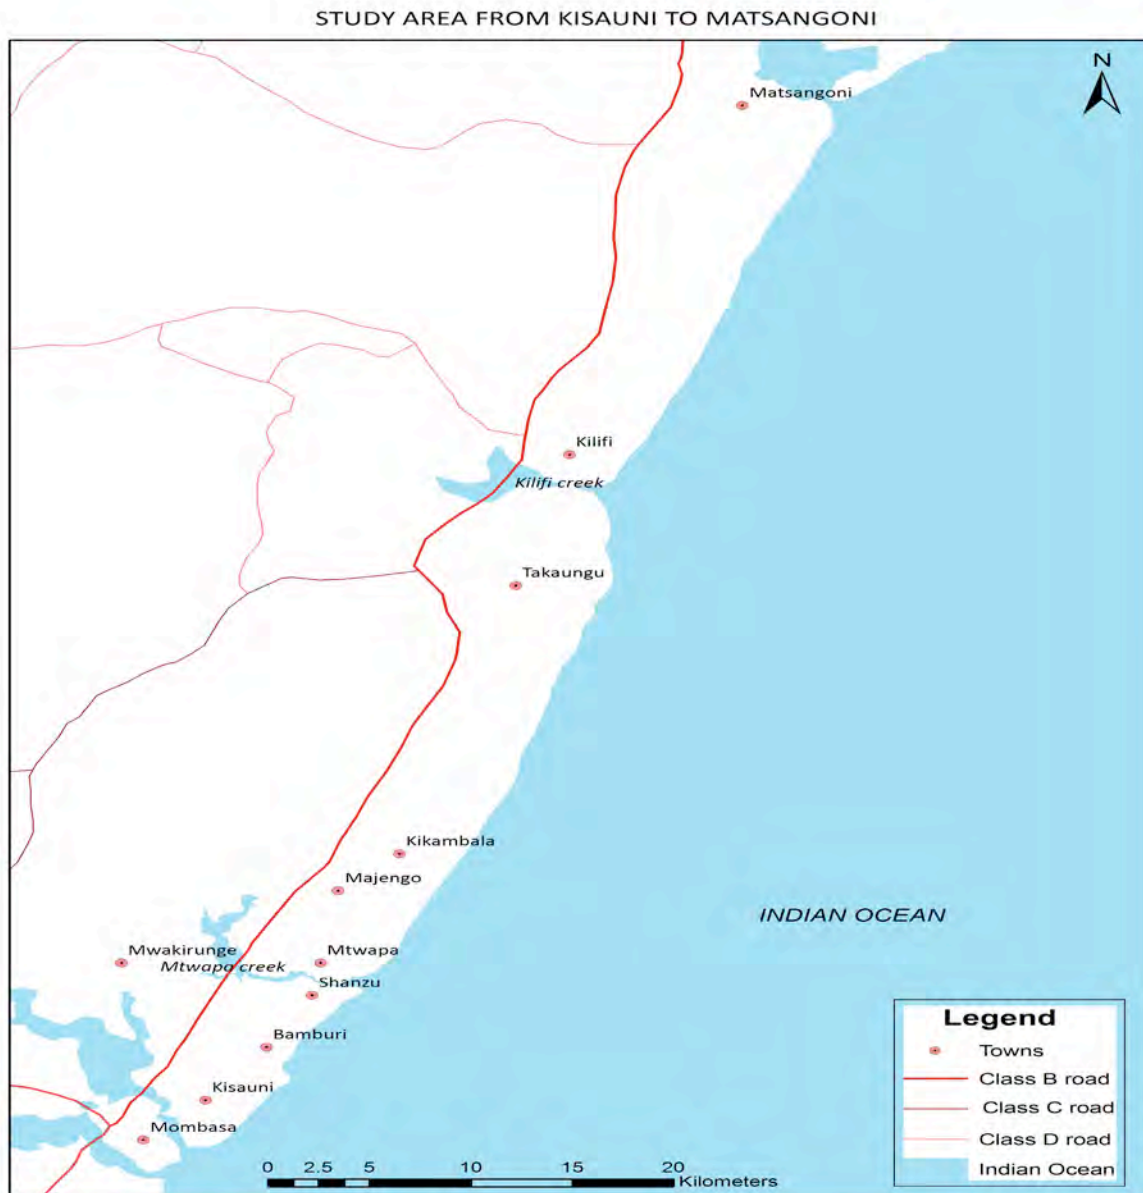 STUDY AREA FROM KISAUNI TO MATSANGONI
N
Matsangoni
Kilifi
Kilifi creek
Takaungu
Kikambala
Majengo
INDIAN OCEAN
Mwakirunge
Mtwapa
Mtwapa creek
Shanzu
Bamburi
Kisauni
Mombasa
Legend
Towns
Class B road
Class C road
Class D road
Indian Ocean
0 2.5 5 10 15 20
Kilometers